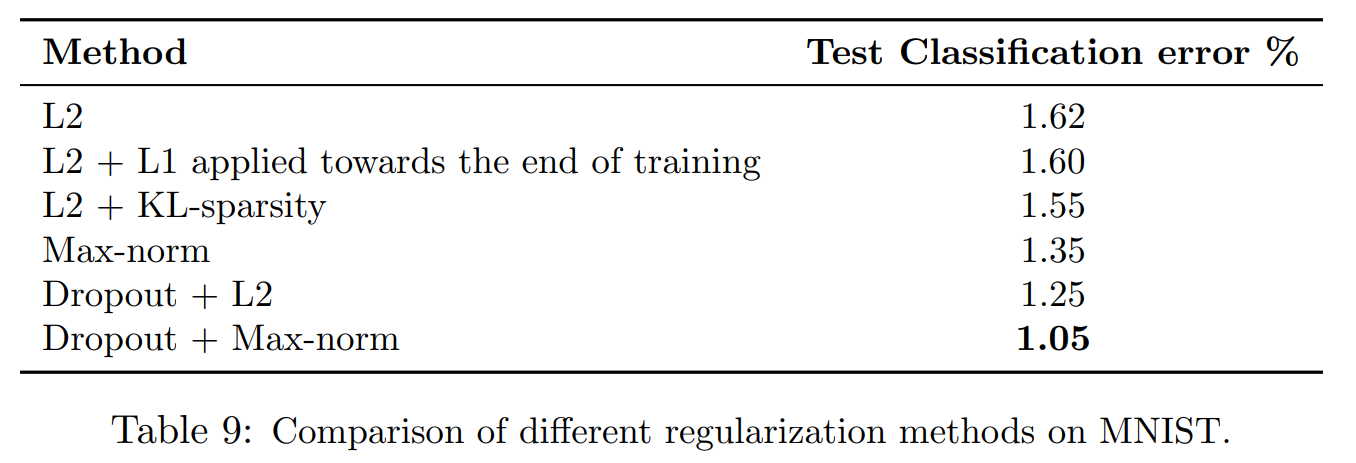 Method Test Classification error %
L2 1.62
L2 + L1 applied towards the end of training 1.60
L2 + KL-sparsity 1.55
Max-norm 1.35
Dropout + L2 1.25
Dropout + Max-norm 1.05
Table 9: Comparison of different regularization methods on MNIST.